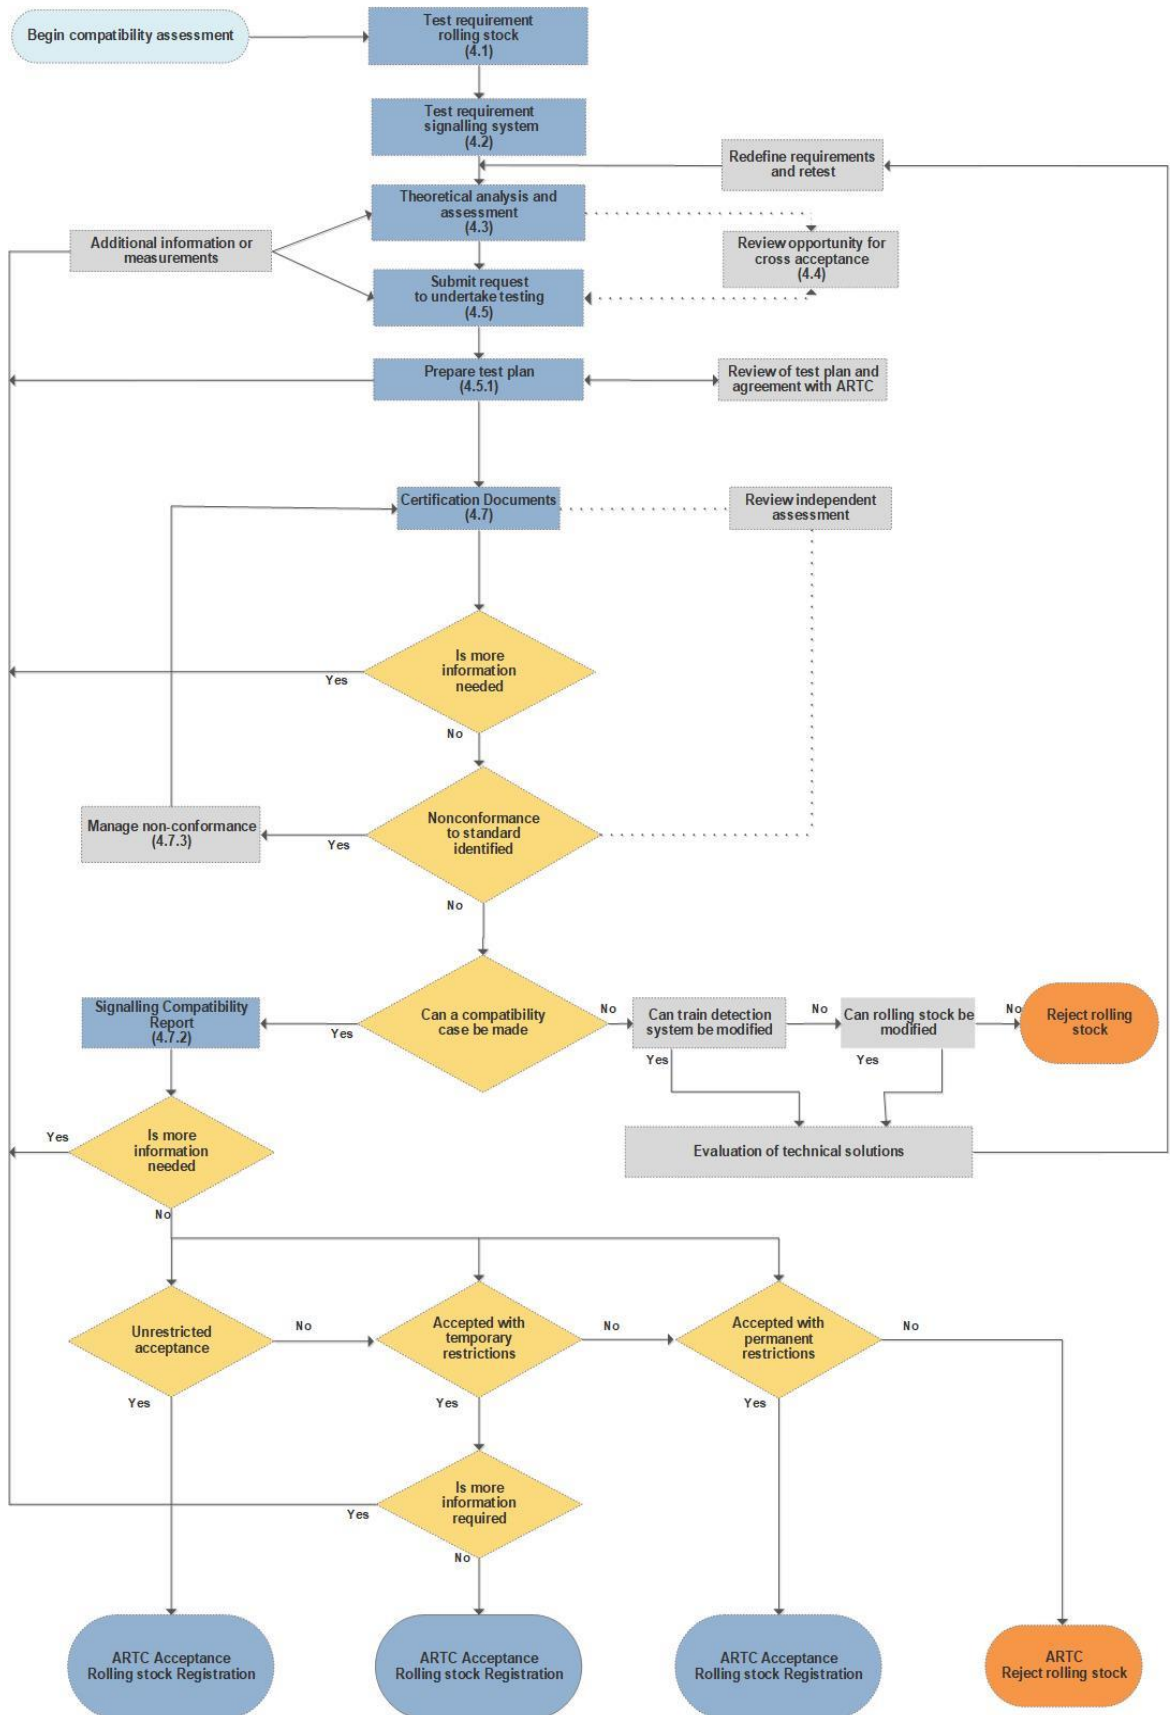 Begin compatibility assessment
Test requirement
rolling stock
(4.1)
Test requirement
signalling system
(4.2)
Redefine requirements
and retest
Theoretical analysis and
assessment
(4.3)
Additional information or
measurements
Review opportunity for
cross acceptance
(4.4)
Submit request
to undertake testing
(4.5)
Prepare test plan
(4.5.1)
Review of test plan and
agreement with ARTC
Certification Documents
(4.7)
Review independent
assessment
Is more
information
needed
Yes
No
Manage non-conformance
(4.7.3)
Yes
Nonconformance
to standard
identified
No
Signalling Compatibility
Report
(4.7.2)
Yes
Can a compatibility
case be made
No
Can train detection
system be modified
No
Can rolling stock be
modified
No
Reject rolling
stock
Yes
Yes
Yes
Is more
information
needed
Evaluation of technical solutions
No
Unrestricted
acceptance
No
Accepted with
temporary
restrictions
No
Accepted with
permanent
restrictions
No
Yes
Yes
Yes
Is more
information
required
Yes
No
ARTC Acceptance
Rolling stock Registration
ARTC Acceptance
Rolling stock Registration
ARTC Acceptance
Rolling stock Registration
ARTC
Reject rolling stock